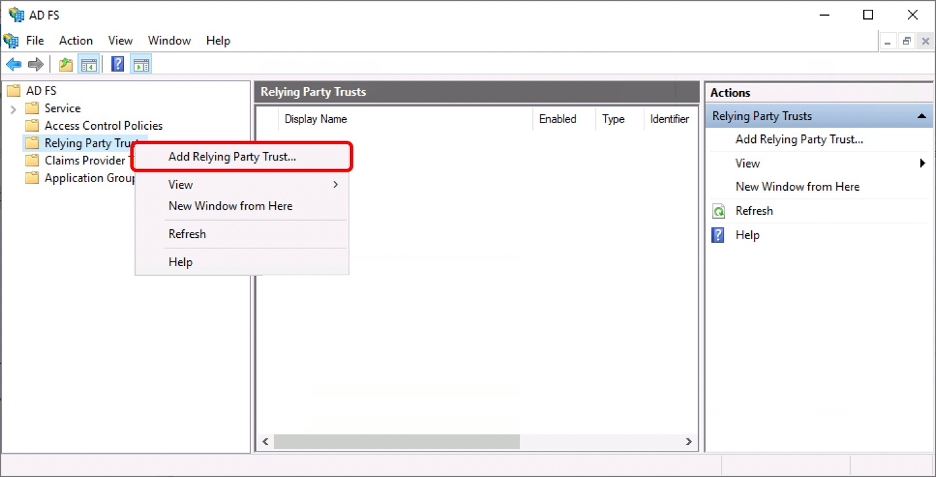 AD FS
File Action View Window Help
AD FS
Service
Access Control Policies
Relying Party Trust
Claims Provider
Application Group
Add Relying Party Trust...
View
New Window from Here
Refresh
Help
Relying Party Trusts
Display Name Enabled Type Identifier
Actions
Relying Party Trusts
Add Relying Party Trust...
View
New Window from Here
Refresh
Help